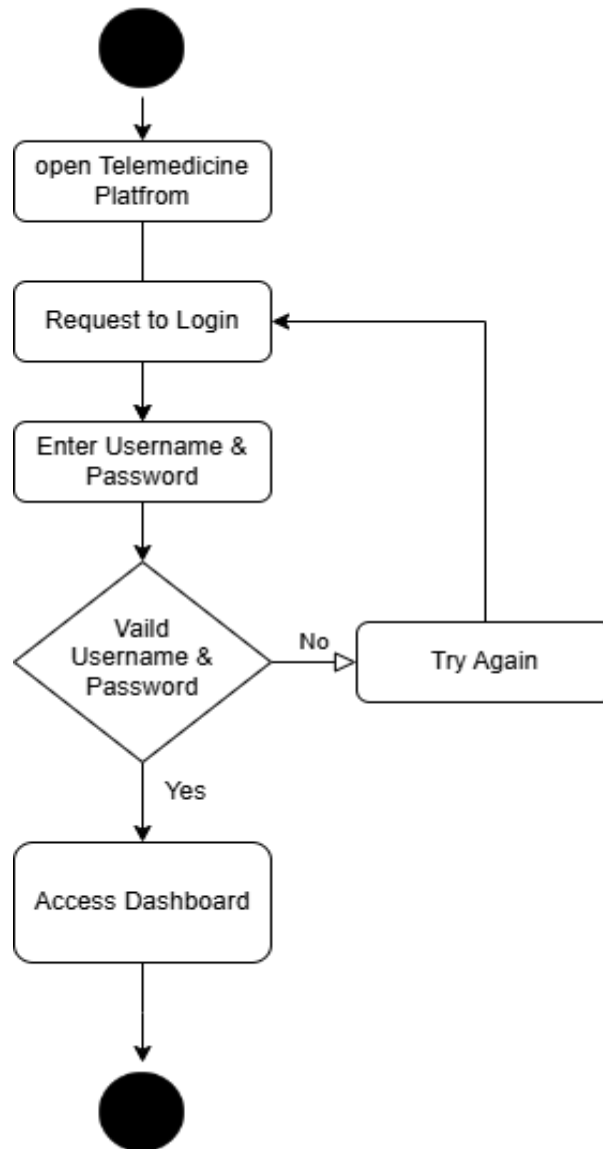 open Telemedicine
Platfrom
Request to Login
Enter Username &
Password
Vaild
Username &
Password
No
Try Again
Yes
Access Dashboard